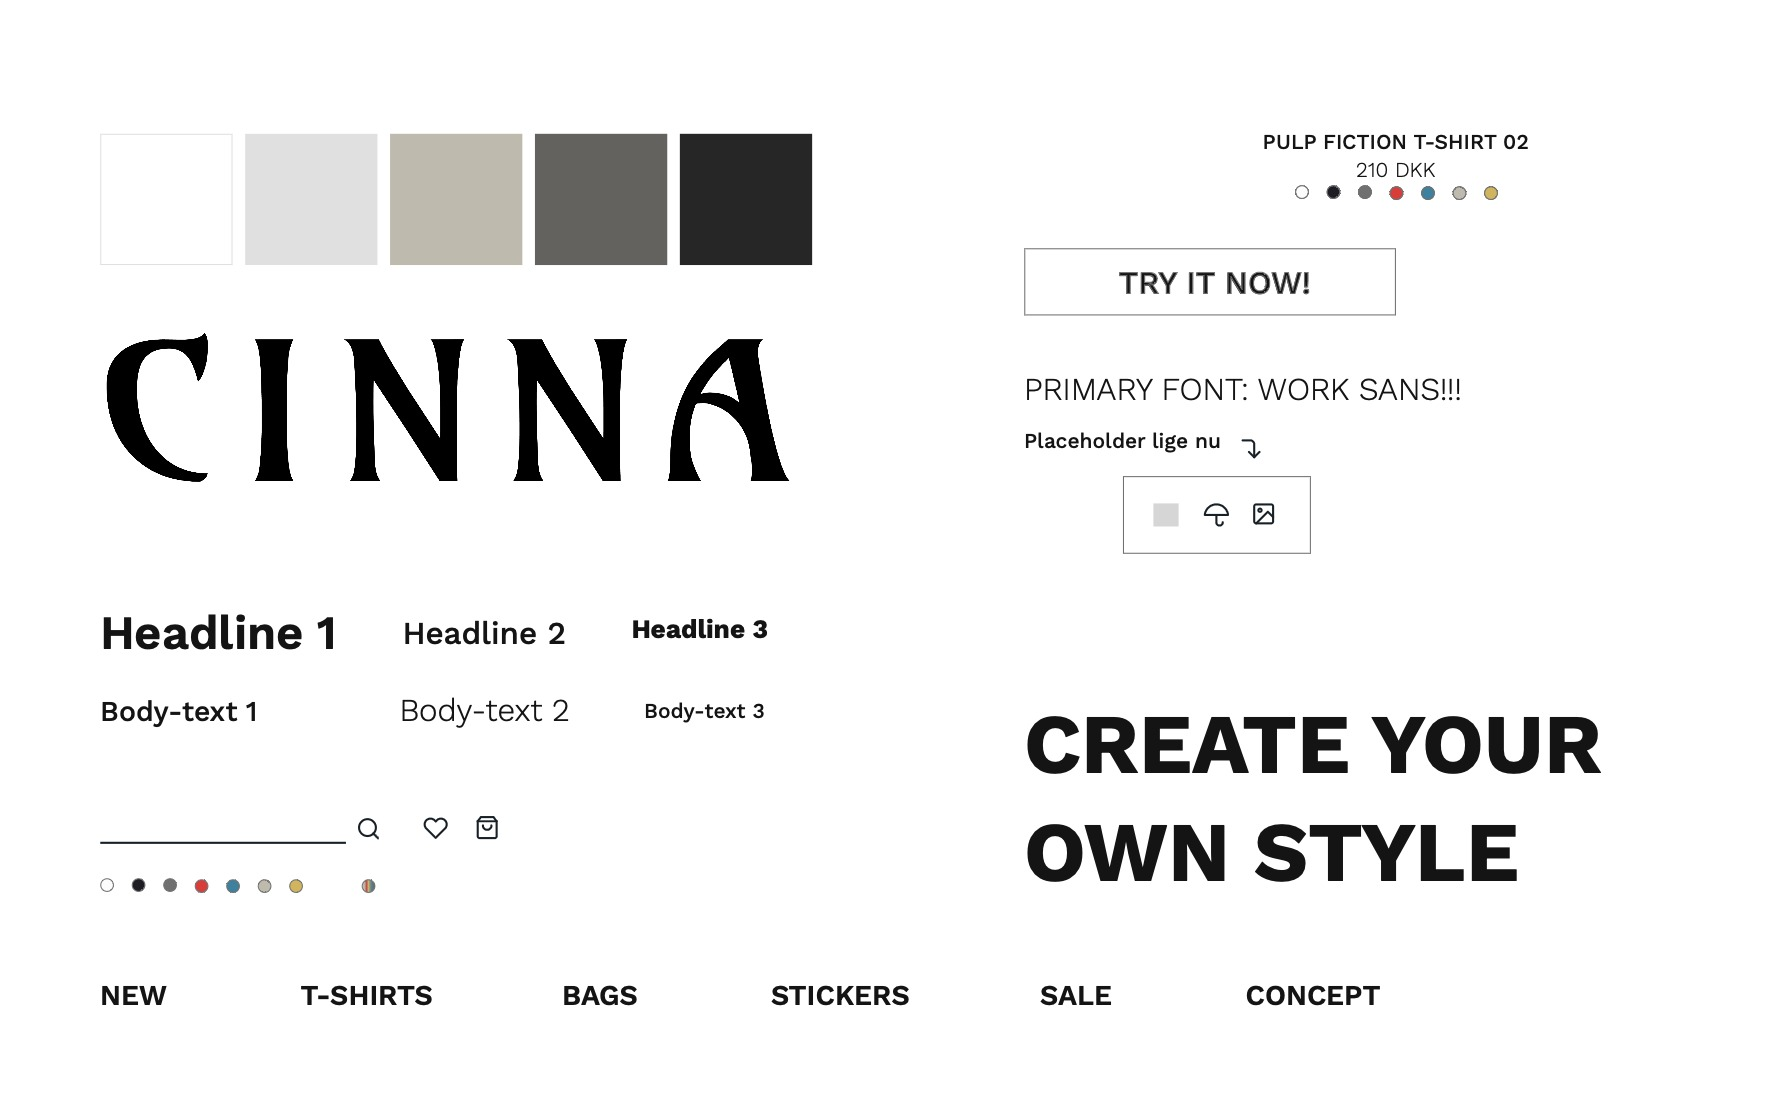 PULP FICTION T-SHIRT 02
210 DKK
TRY IT NOW!
CINNA
PRIMARY FONT: WORK SANS!!!
Placeholder lige nu
Headline 1
Headline 2
Headline 3
Body-text 1
Body-text 2
Body-text 3
CREATE YOUR
OWN STYLE
NEW
T-SHIRTS
BAGS
STICKERS
SALE
CONCEPT